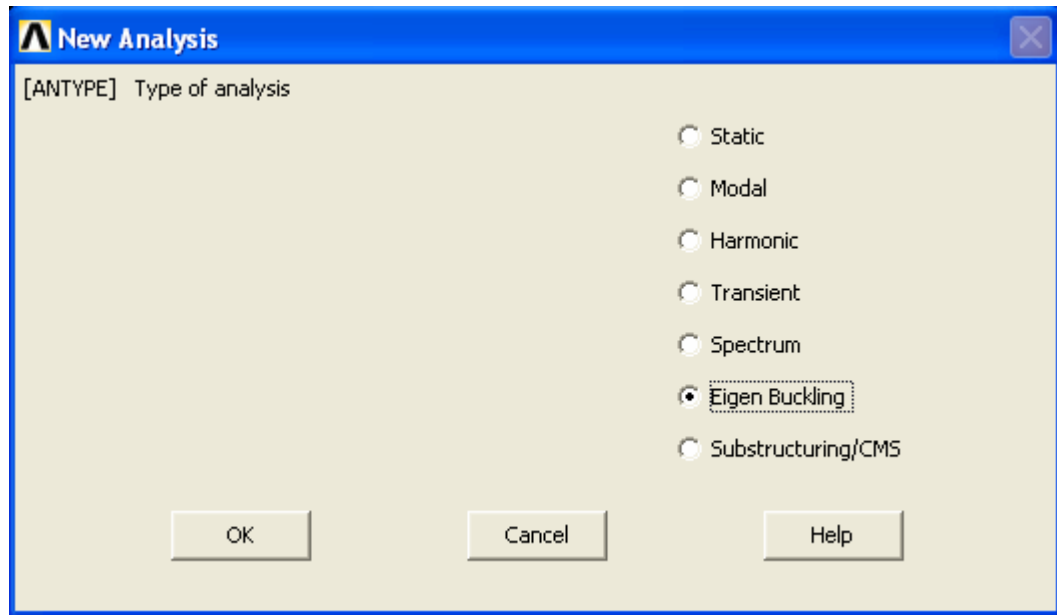 New Analysis
[ANTYPE] Type of analysis
Static
Modal
Harmonic
Transient
Spectrum
Eigen Buckling
Substructuring/CMS
OK Cancel Help